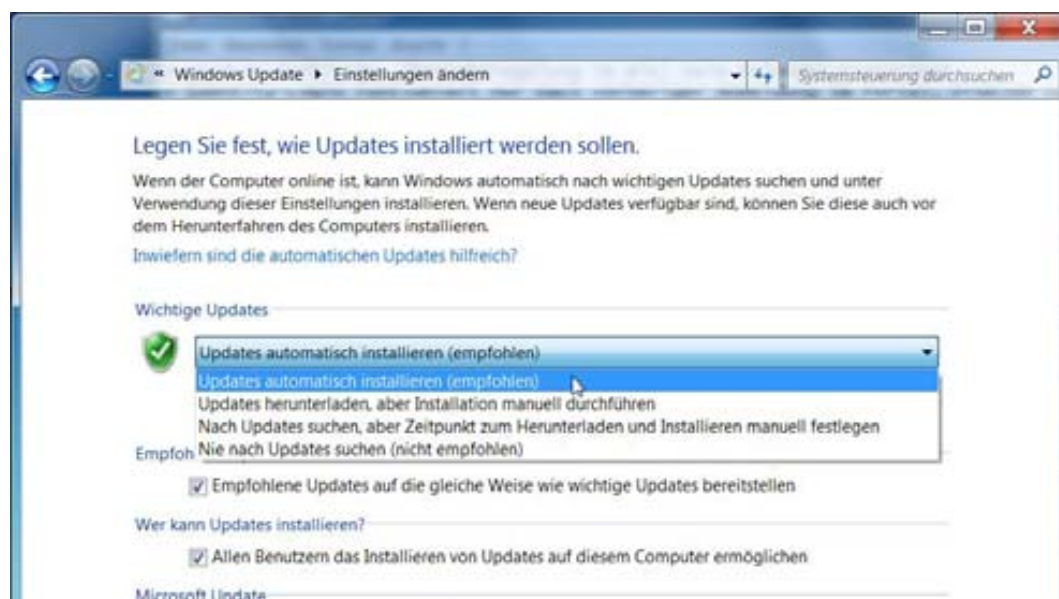 « Windows Update ▸ Einstellungen ändern
Systemsteuerung durchsuchen
Legen Sie fest, wie Updates installiert werden sollen.
Wenn der Computer online ist, kann Windows automatisch nach wichtigen Updates suchen und unter
Verwendung dieser Einstellungen installieren. Wenn neue Updates verfügbar sind, können Sie diese auch vor
dem Herunterfahren des Computers installieren.
Inwiefern sind die automatischen Updates hilfreich?
Wichtige Updates
Updates automatisch installieren (empfohlen)
Updates automatisch installieren (empfohlen)
Updates herunterladen, aber Installation manuell durchführen
Nach Updates suchen, aber Zeitpunkt zum Herunterladen und Installieren manuell festlegen
Empfoh
Nie nach Updates suchen (nicht empfohlen)
Empfohlene Updates auf die gleiche Weise wie wichtige Updates bereitstellen
Wer kann Updates installieren?
Allen Benutzern das Installieren von Updates auf diesem Computer ermöglichen
Microsoft Update